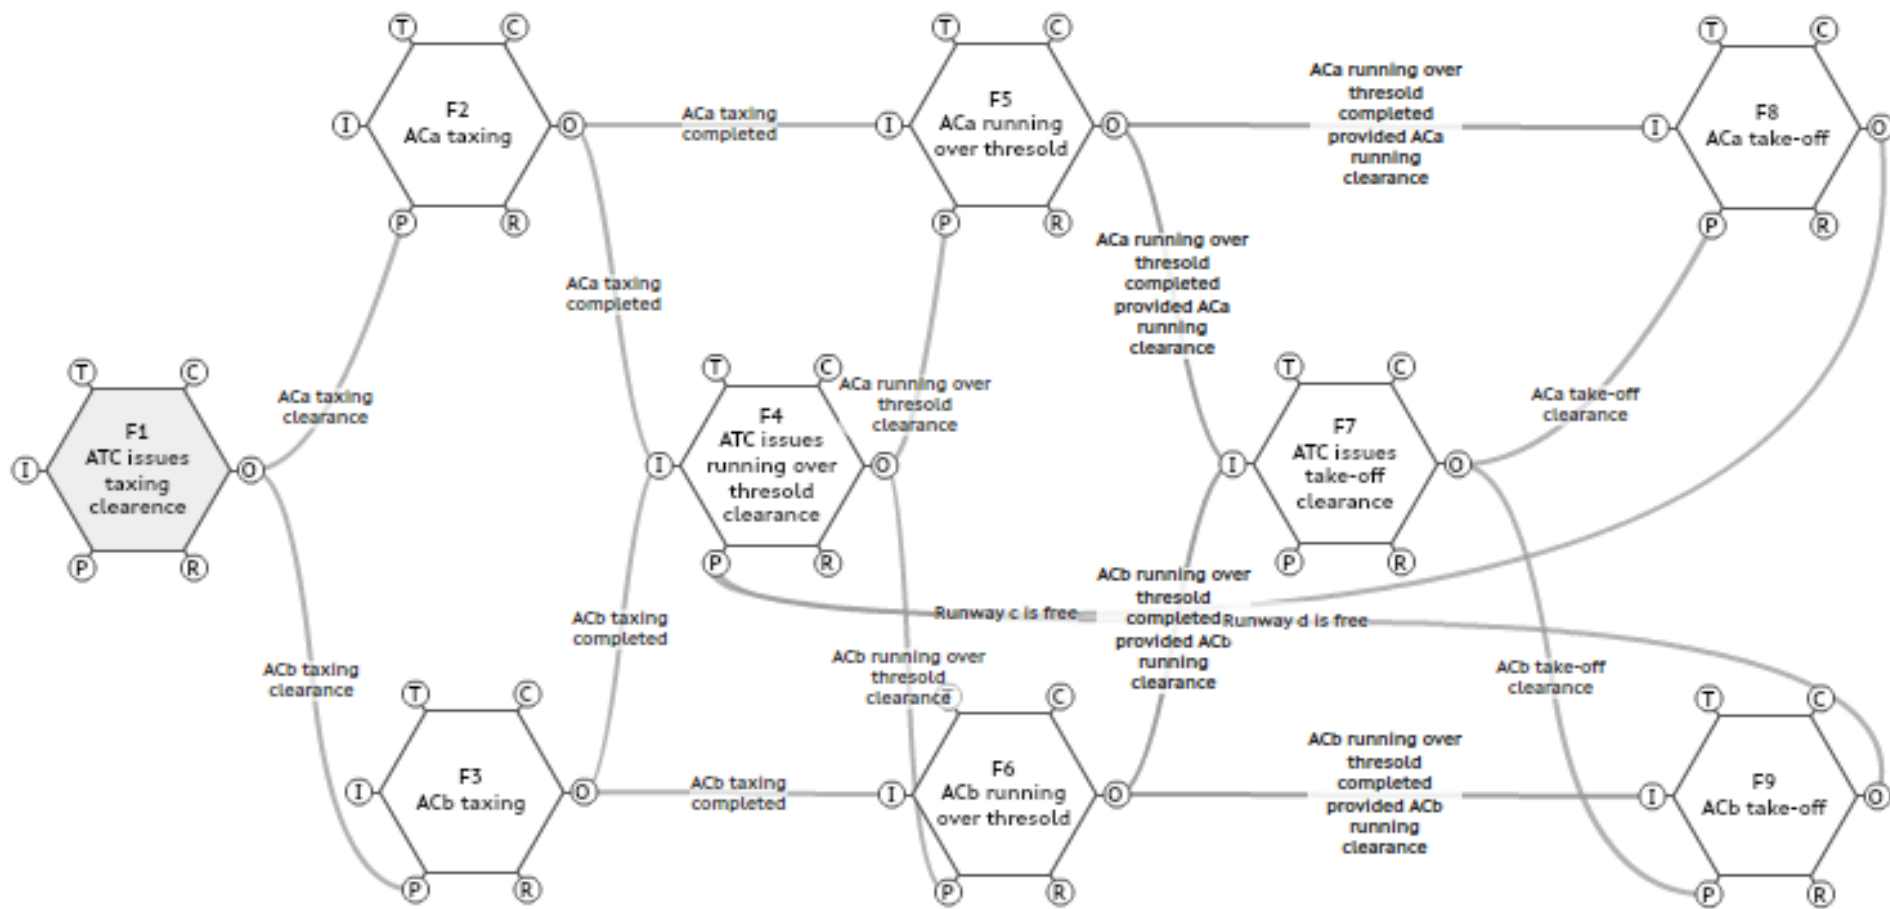 T
C
I
F2
ACa taxing
O
P
R
ACa taxing
completed
T
C
I
F5
ACa running
over thresold
O
P
R
ACa running over
thresold
completed
provided ACa
running
clearance
T
C
I
F8
ACa take-off
O
P
R
ACa taxing
clearance
ACa taxing
completed
ACa running over
thresold
completed
provided ACa
running
clearance
ACa running over
thresold
clearance
ACa take-off
clearance
T
C
I
F1
ATC issues
taxing
clearence
O
P
R
T
C
I
F4
ATC issues
running over
thresold
clearance
O
P
R
T
C
I
F7
ATC issues
take-off
clearance
O
P
R
Runway c is free
Runway d is free
ACb taxing
clearance
ACb taxing
completed
ACb running over
thresold
clearance
ACb running over
thresold
completed
provided ACb
running
clearance
ACb take-off
clearance
T
C
I
F3
ACb taxing
O
P
R
ACb taxing
completed
T
C
I
F6
ACb running
over thresold
O
P
R
ACb running over
thresold
completed
provided ACb
running
clearance
T
C
I
F9
ACb take-off
O
P
R